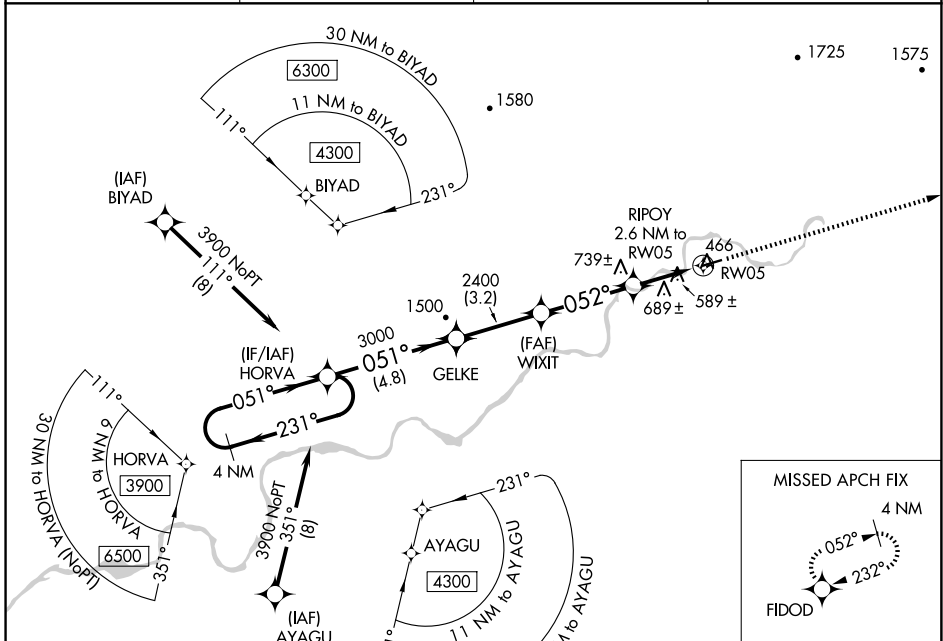 30 NM to BIYAD
6300
11 NM to BIYAD
4300
BIYAD
111°
231°
1580
1725
1575
(IAF)
BIYAD
3900 NoPT
111°
(8)
RIPOY
2.6 NM to
RW05
739±
466
RW05
689±
589 ±
052°
2400
(3.2)
1500
(FAF)
WIXIT
GELKE
3000
051°
(4.8)
(IF/IAF)
HORVA
051°
231°
4 NM
111°
HORVA
3900
6 NM to HORVA
30 NM to HORVA (NoPT)
6500
351°
3900 NoPT
351°
(8)
(IAF)
AYAGU
231°
AYAGU
4300
11 NM to AYAGU
M to AYAGU
MISSED APCH FIX
4 NM
052°
232°
FIDOD